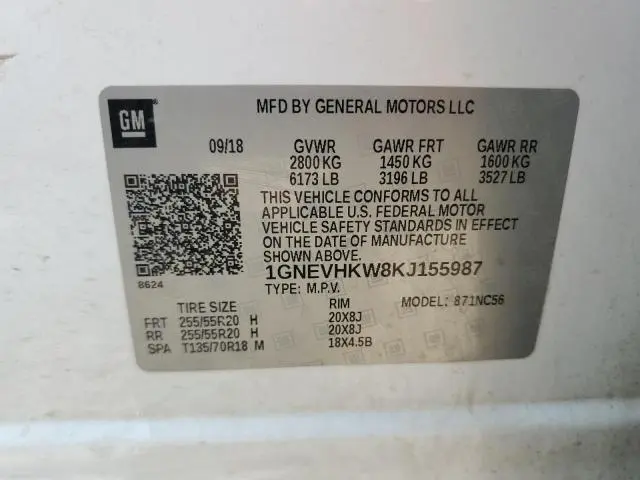 GM
MFD BY GENERAL MOTORS LLC
09/18 GVWR GAWR FRT GAWR RR
2800 KG 1450 KG 1600 KG
6173 LB 3196 LB 3527 LB
THIS VEHICLE CONFORMS TO ALL
APPLICABLE U.S. FEDERAL MOTOR
VEHICLE SAFETY STANDARDS IN EFFECT
ON THE DATE OF MANUFACTURE
SHOWN ABOVE.
8624
1GNEVHKW8KJ155987
TYPE: M.P.V. MODEL: 871NC56
TIRE SIZE RIM
FRT 255/55R20 H 20X8J
RR 255/55R20 H 20X8J
SPA T135/70R18 M 18X4.5B